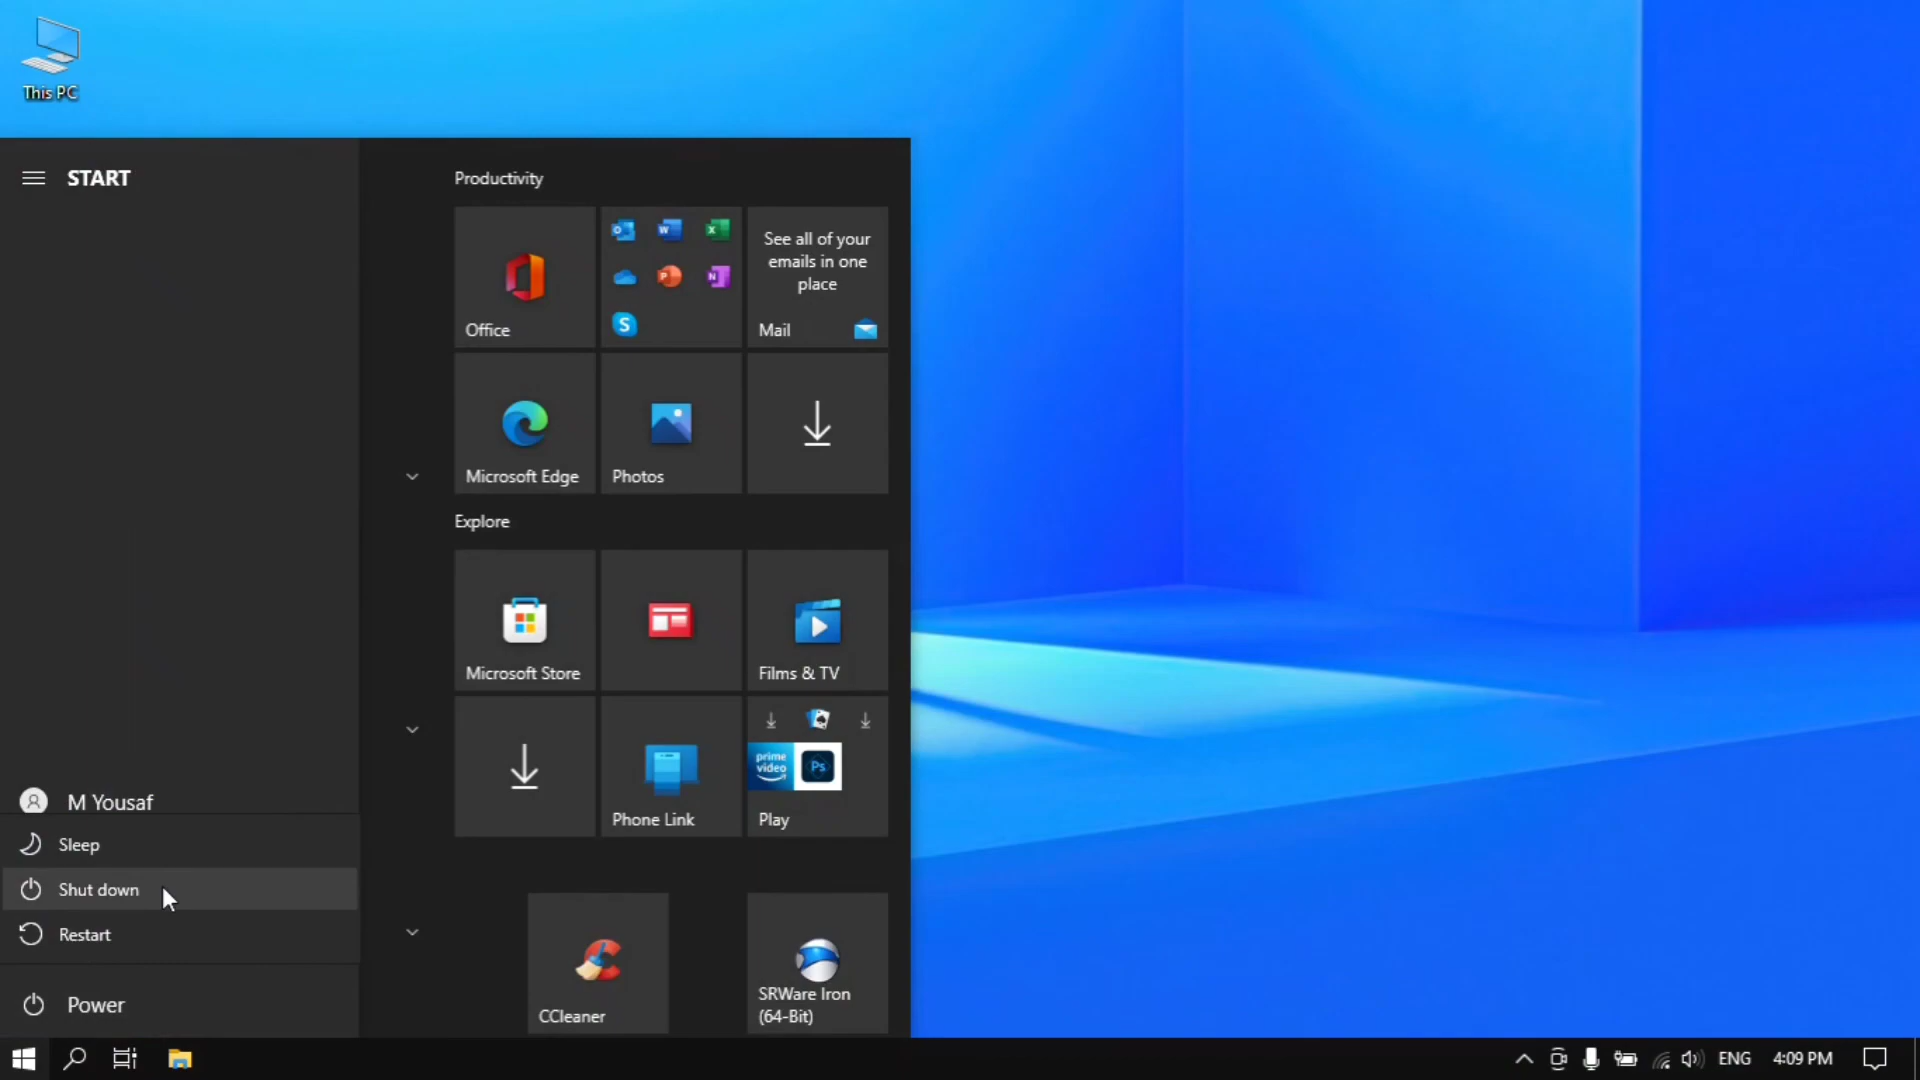 This PC
START
Productivity
Office
See all of your
emails in one
place
Mail
Microsoft Edge
Photos
Explore
Microsoft Store
Films & TV
prime
video
Ps
Phone Link
Play
M Yousaf
Sleep
Shut down
Restart
Power
CCleaner
SRWare Iron
(64-Bit)
ENG
4:09 PM